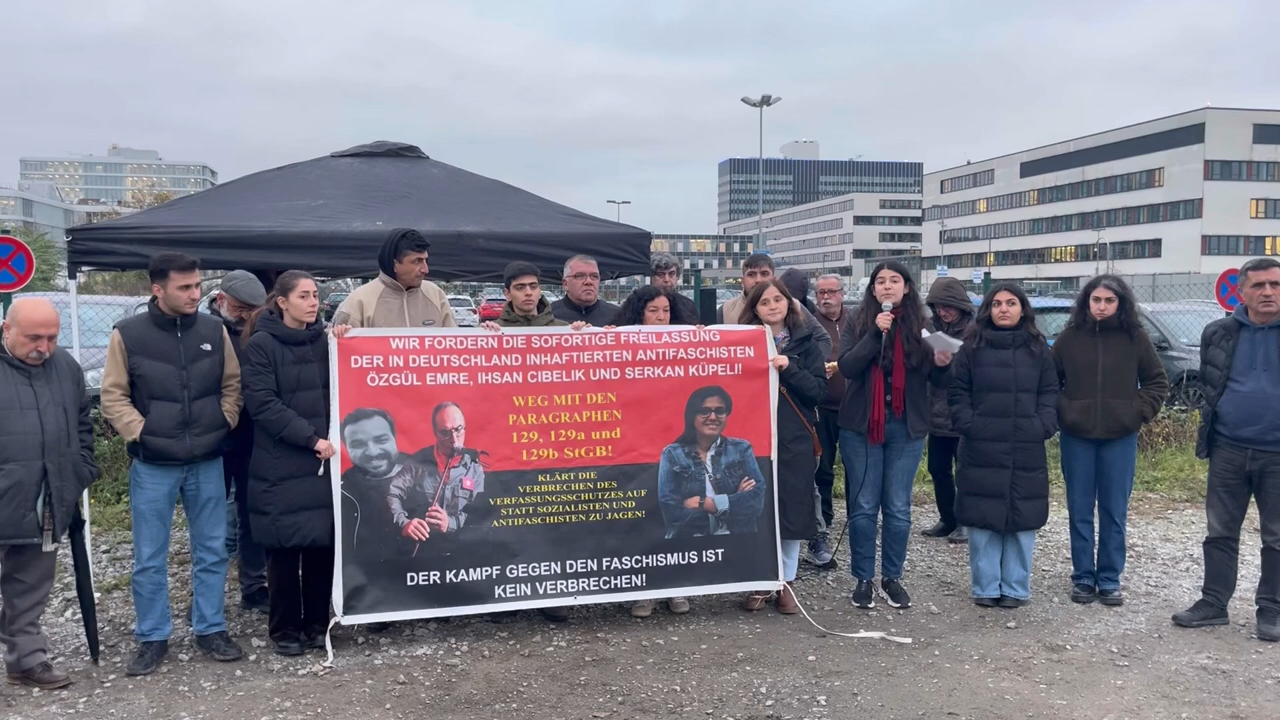 WIR FORDERN DIE SOFORTIGE FREILASSUNG
DER IN DEUTSCHLAND INHAFTIERTEN ANTIFASCHISTEN
ÖZGÜL EMRE, IHSAN CIBELIK UND SERKAN KÜPELI!
WEG MIT DEN
PARAGRAPHEN
129, 129a und
129b StGB!
KLÄRT DIE
VERBRECHEN DES
VERFASSUNGSSCHUTZES AUF
STATT SOZIALISTEN UND
ANTIFASCHISTEN ZU JAGEN!
DER KAMPF GEGEN DEN FASCHISMUS IST
KEIN VERBRECHEN!